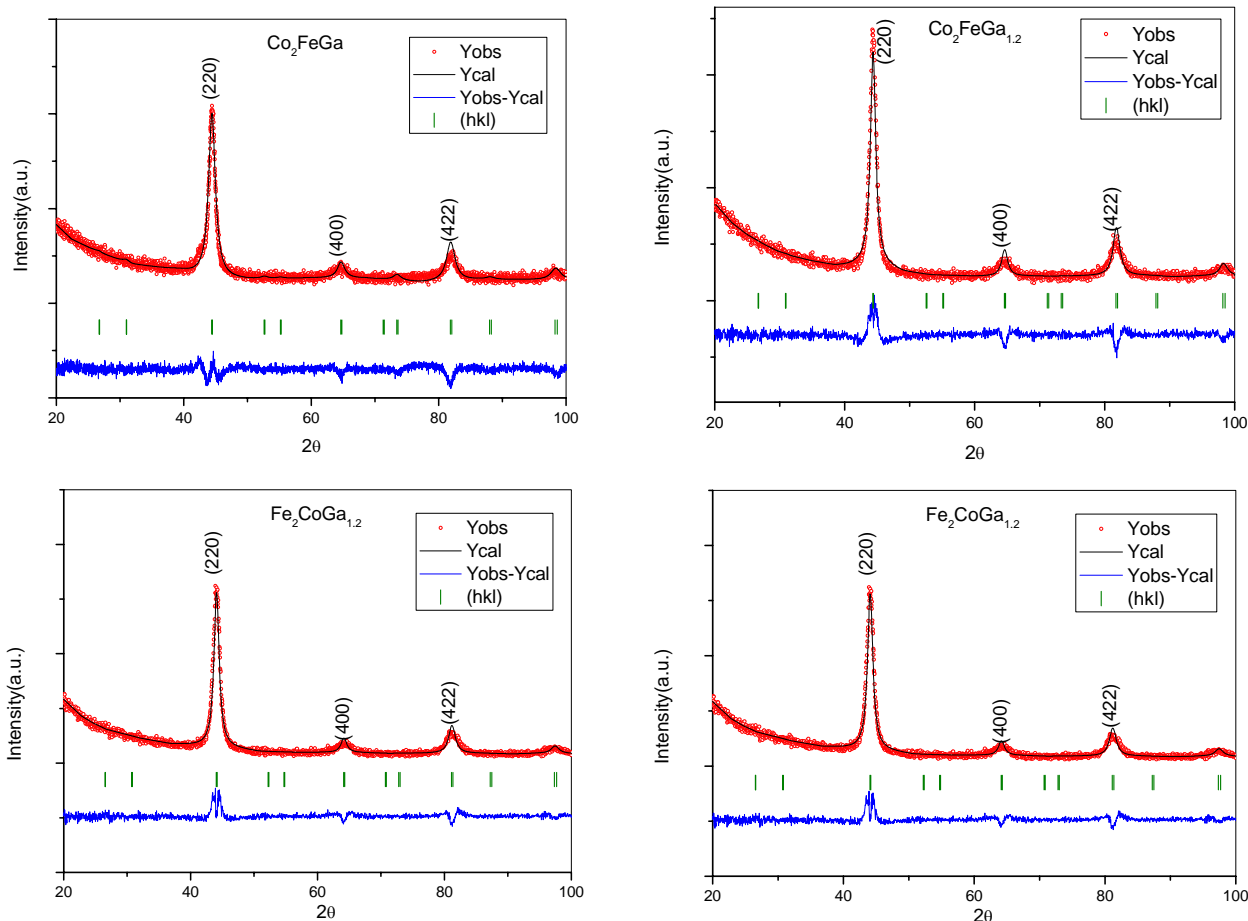 Co2FeGa
Yobs
Ycal
Yobs-Ycal
(hkl)
(220)
(400)
(422)
Intensity(a.u.)
20 40 60 80 100
2θ
Co2FeGa1.2
Yobs
Ycal
Yobs-Ycal
(hkl)
(220)
(400)
(422)
Intensity(a.u.)
20 40 60 80 100
2θ
Fe2CoGa1.2
Yobs
Ycal
Yobs-Ycal
(hkl)
(220)
(400)
(422)
Intensity(a.u.)
20 40 60 80 100
2θ
Fe2CoGa1.2
Yobs
Ycal
Yobs-Ycal
(hkl)
(220)
(400)
(422)
Intensity(a.u.)
20 40 60 80 100
2θ